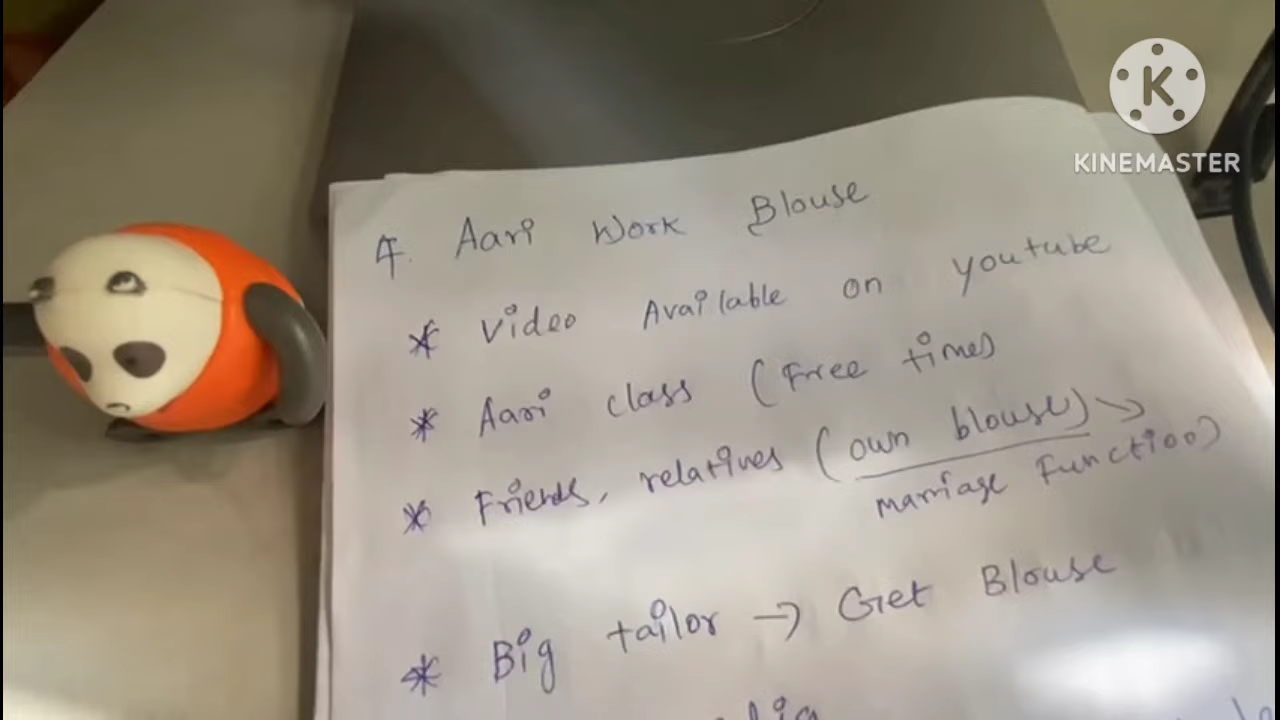 K
KINEMASTER
4. Aari Work Blouse
* Video Available on youtube
* Aari class (Free times
* Friends, relatives (own blouse) →
marriage Function)
* Big tailor → Get Blouse